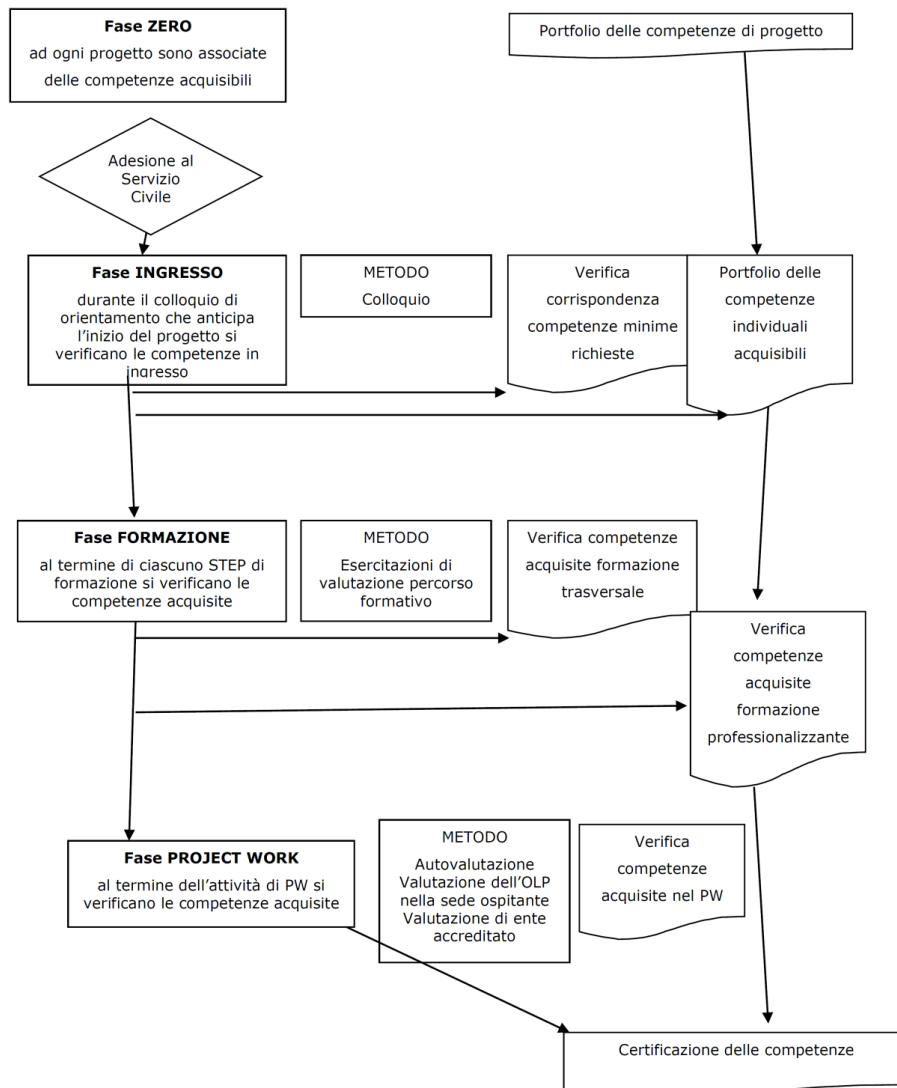 Fase ZERO
ad ogni progetto sono associate
delle competenze acquisibili
Portfolio delle competenze di progetto
Adesione al
Servizio
Civile
Fase INGRESSO
durante il colloquio di
orientamento che anticipa
l'inizio del progetto si
verificano le competenze in
ingresso
METODO
Colloquio
Verifica
corrispondenza
competenze minime
richieste
Portfolio delle
competenze
individuali
acquisibili
Fase FORMAZIONE
al termine di ciascuno STEP di
formazione si verificano le
competenze acquisite
METODO
Esercitazioni di
valutazione percorso
formativo
Verifica competenze
acquisite formazione
trasversale
Verifica
competenze
acquisite
formazione
professionalizzante
Fase PROJECT WORK
al termine dell'attività di PW si
verificano le competenze acquisite
METODO
Autovalutazione
Valutazione dell'OLP
nella sede ospitante
Valutazione di ente
accreditato
Verifica
competenze
acquisite nel PW
Certificazione delle competenze